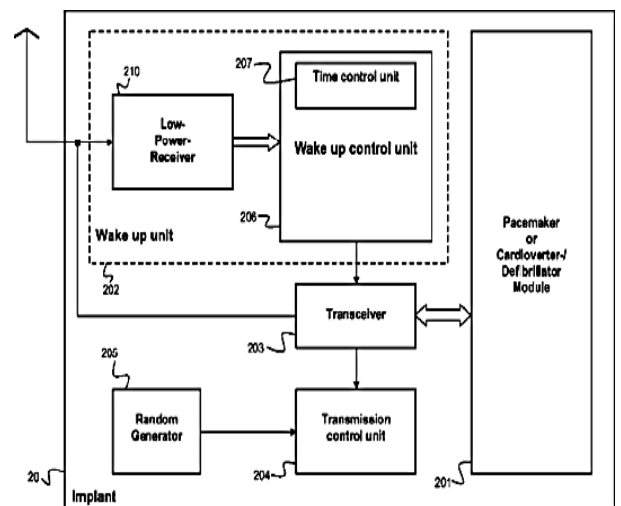 210
Low-
Power-
Receiver
207
Time control unit
Wake up control unit
206
Wake up unit
202
Pacemaker
or
Cardioverter-/
Defibrillator
Module
Transceiver
203
205
Random
Generator
Transmission
control unit
204
20
Implant
201